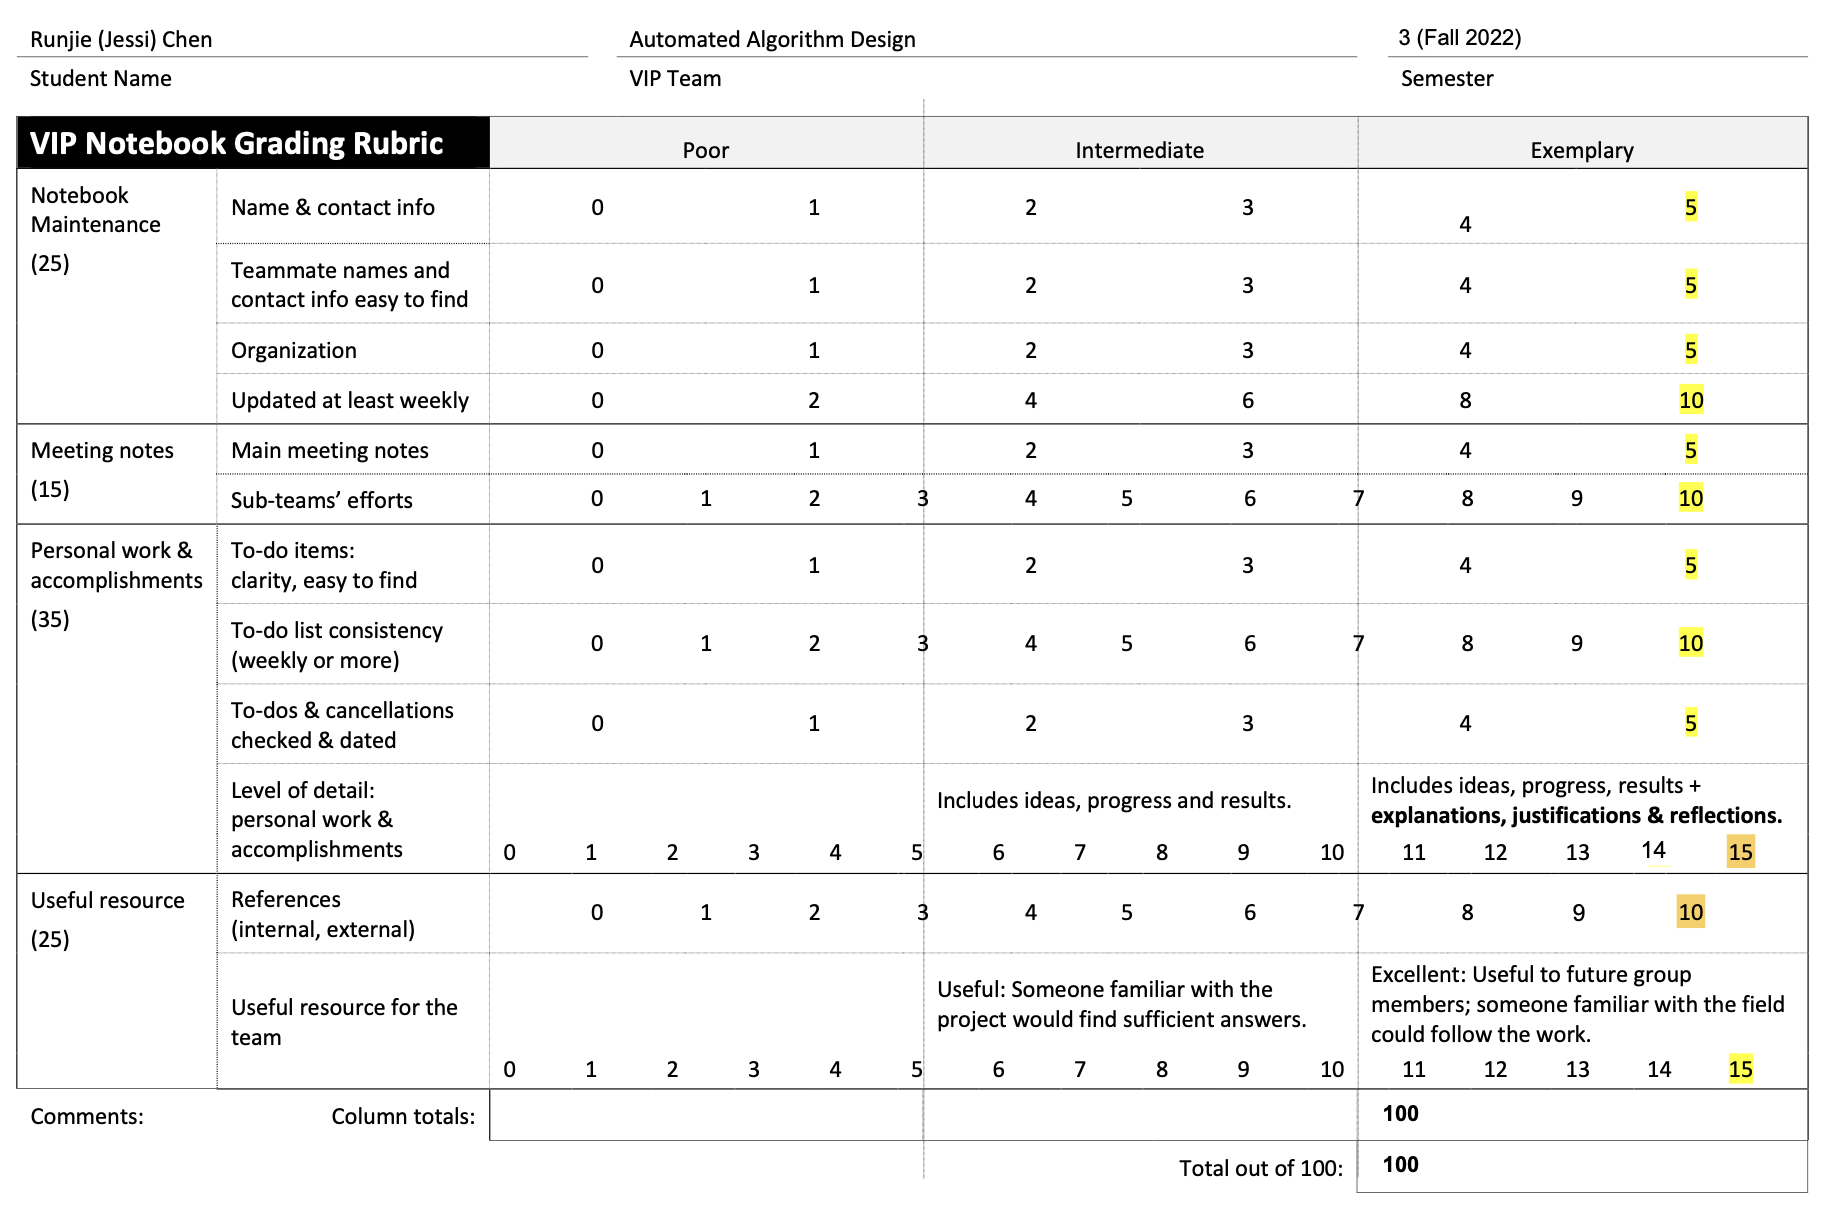 Runjie (Jessi) Chen Automated Algorithm Design 3 (Fall 2022)
Student Name VIP Team Semester
VIP Notebook Grading Rubric Poor Intermediate Exemplary
Notebook
Maintenance
(25)
Name & contact info 0 1 2 3 4 5
Teammate names and
contact info easy to find 0 1 2 3 4 5
Organization 0 1 2 3 4 5
Updated at least weekly 0 2 4 6 8 10
Meeting notes
(15)
Main meeting notes 0 1 2 3 4 5
Sub-teams’ efforts 0 1 2 3 4 5 6 7 8 9 10
Personal work &
accomplishments
(35)
To-do items:
clarity, easy to find 0 1 2 3 4 5
To-do list consistency
(weekly or more) 0 1 2 3 4 5 6 7 8 9 10
To-dos & cancellations
checked & dated 0 1 2 3 4 5
Level of detail:
personal work &
accomplishments
Includes ideas, progress and results.
Includes ideas, progress, results +
explanations, justifications & reflections.
0 1 2 3 4 5 6 7 8 9 10 11 12 13 14 15
Useful resource
(25)
References
(internal, external) 0 1 2 3 4 5 6 7 8 9 10
Useful resource for the
team
Useful: Someone familiar with the
project would find sufficient answers.
Excellent: Useful to future group
members; someone familiar with the field
could follow the work.
0 1 2 3 4 5 6 7 8 9 10 11 12 13 14 15
Comments: Column totals: 100
Total out of 100: 100